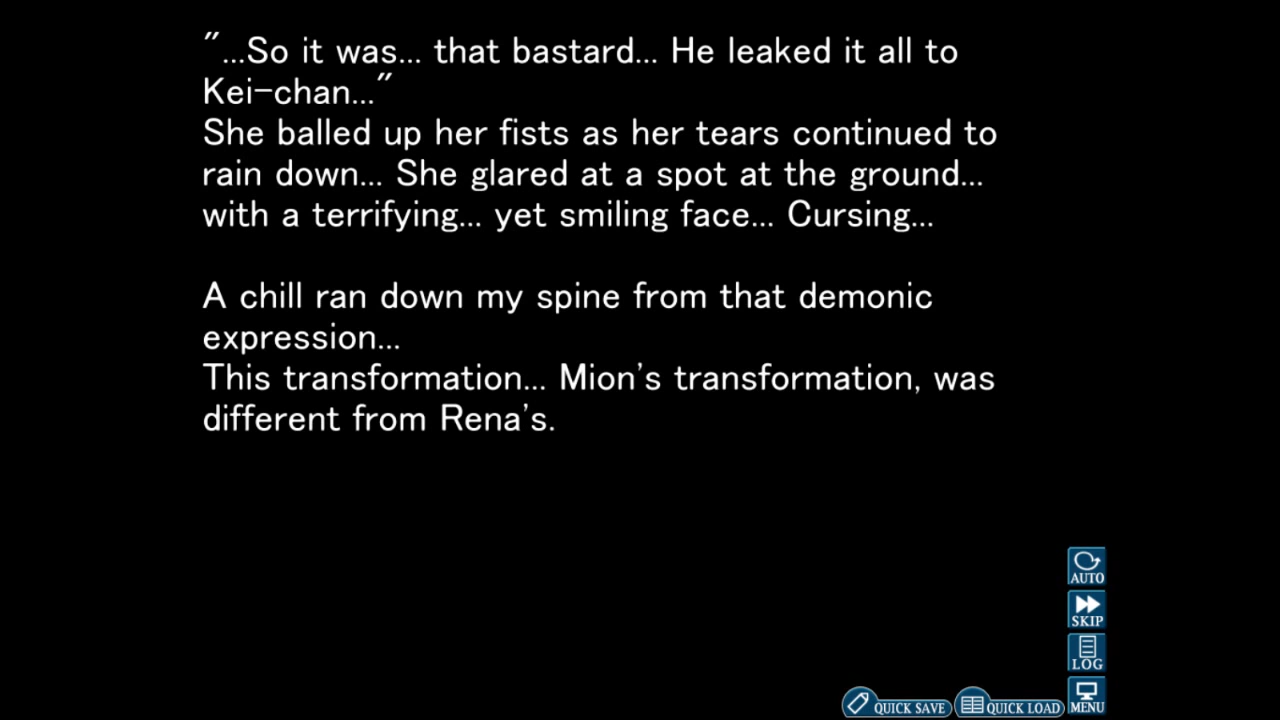 "...So it was... that bastard... He leaked it all to
Kei-chan..."
She balled up her fists as her tears continued to
rain down... She glared at a spot at the ground...
with a terrifying... yet smiling face... Cursing...
A chill ran down my spine from that demonic
expression...
This transformation... Mion's transformation, was
different from Rena's.
AUTO
SKIP
LOG
QUICK SAVE
QUICK LOAD
MENU